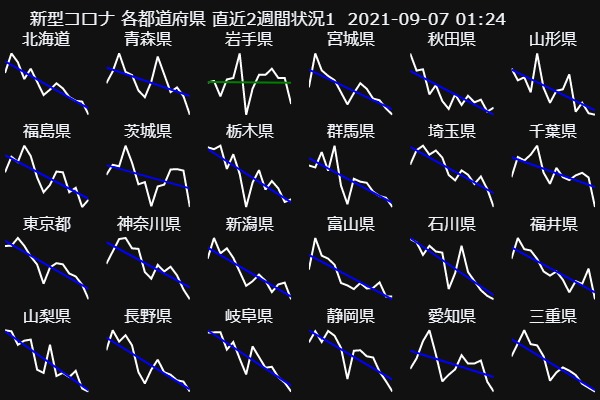 新型コロナ 各都道府県 直近2週間状況1 2021-09-07 01:24
北海道 青森県 岩手県 宮城県 秋田県 山形県
福島県 茨城県 栃木県 群馬県 埼玉県 千葉県
東京都 神奈川県 新潟県 富山県 石川県 福井県
山梨県 長野県 岐阜県 静岡県 愛知県 三重県